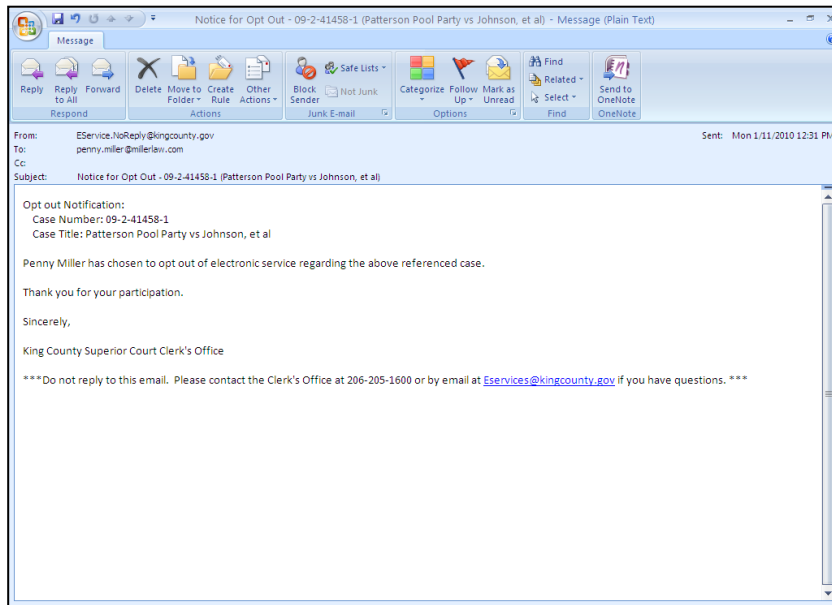 Notice for Opt Out - 09-2-41458-1 (Patterson Pool Party vs Johnson, et al) - Message (Plain Text)
Message
Reply
Reply to All
Forward
Delete
Move to Folder
Create Rule
Other Actions
Block Sender
Safe Lists
Not Junk
Categorize
Follow Up
Mark as Unread
Find
Related
Select
Send to OneNote
Respond
Actions
Junk E-mail
Options
Find
OneNote
From: EService.NoReply@kingcounty.gov
Sent: Mon 1/11/2010 12:31 PM
To: penny.miller@millerlaw.com
Cc:
Subject: Notice for Opt Out - 09-2-41458-1 (Patterson Pool Party vs Johnson, et al)
Opt out Notification:
Case Number: 09-2-41458-1
Case Title: Patterson Pool Party vs Johnson, et al
Penny Miller has chosen to opt out of electronic service regarding the above referenced case.
Thank you for your participation.
Sincerely,
King County Superior Court Clerk's Office
***Do not reply to this email. Please contact the Clerk's Office at 206-205-1600 or by email at Eservices@kingcounty.gov if you have questions. ***